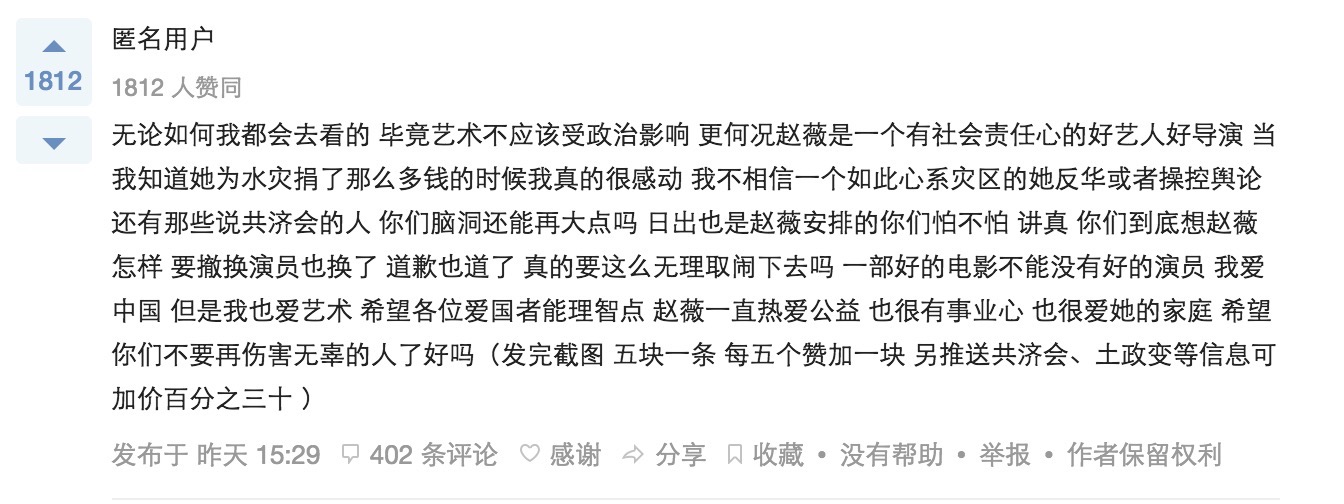 匿名用户
1812
1812 人赞同
无论如何我都会去看的 毕竟艺术不应该受政治影响 更何况赵薇是一个有社会责任心的好艺人好导演 当
我知道她为水灾捐了那么多钱的时候我真的很感动 我不相信一个如此心系灾区的她反华或者操控舆论
还有那些说共济会的人 你们脑洞还能再大点吗 日出也是赵薇安排的你们怕不怕 讲真 你们到底想赵薇
怎样 要撤换演员也换了 道歉也道了 真的要这么无理取闹下去吗 一部好的电影不能没有好的演员 我爱
中国 但是我也爱艺术 希望各位爱国者能理智点 赵薇一直热爱公益 也很有事业心 也很爱她的家庭 希望
你们不要再伤害无辜的人了好吗（发完截图 五块一条 每五个赞加一块 另推送共济会、土政变等信息可
加价百分之三十 ）
发布于 昨天 15:29 402 条评论 感谢 分享 收藏 • 没有帮助 • 举报 • 作者保留权利